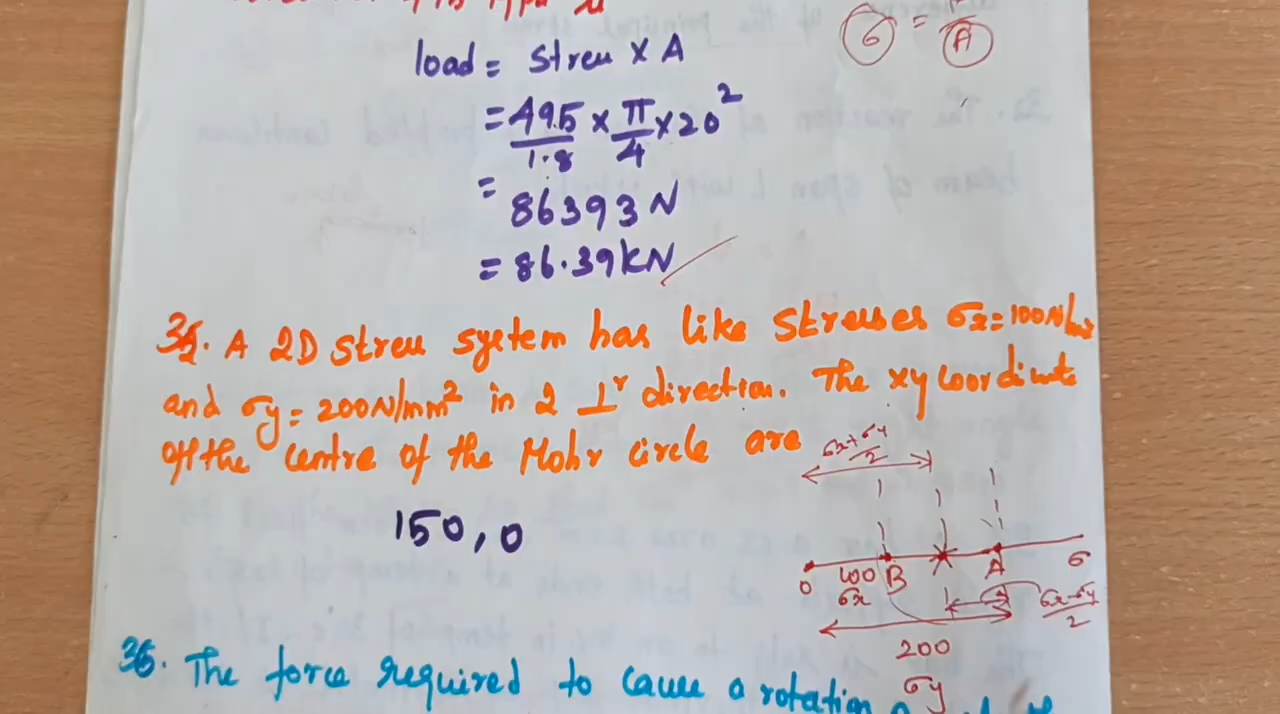 load = Stress x A
σ = P/A
= 495/1.8 x π/4 x 20²
= 86393 N
= 86.39 kN
35. A 2D stress system has like stresses σx = 100N/mm²
and σy = 200N/mm² in 2 ⊥r direction. The xy coordinate
of the centre of the Mohr circle are
σx+σy/2
150, 0
O 100 B A σ
σx σx-σy/2
200
σy
36. The force required to cause a rotation